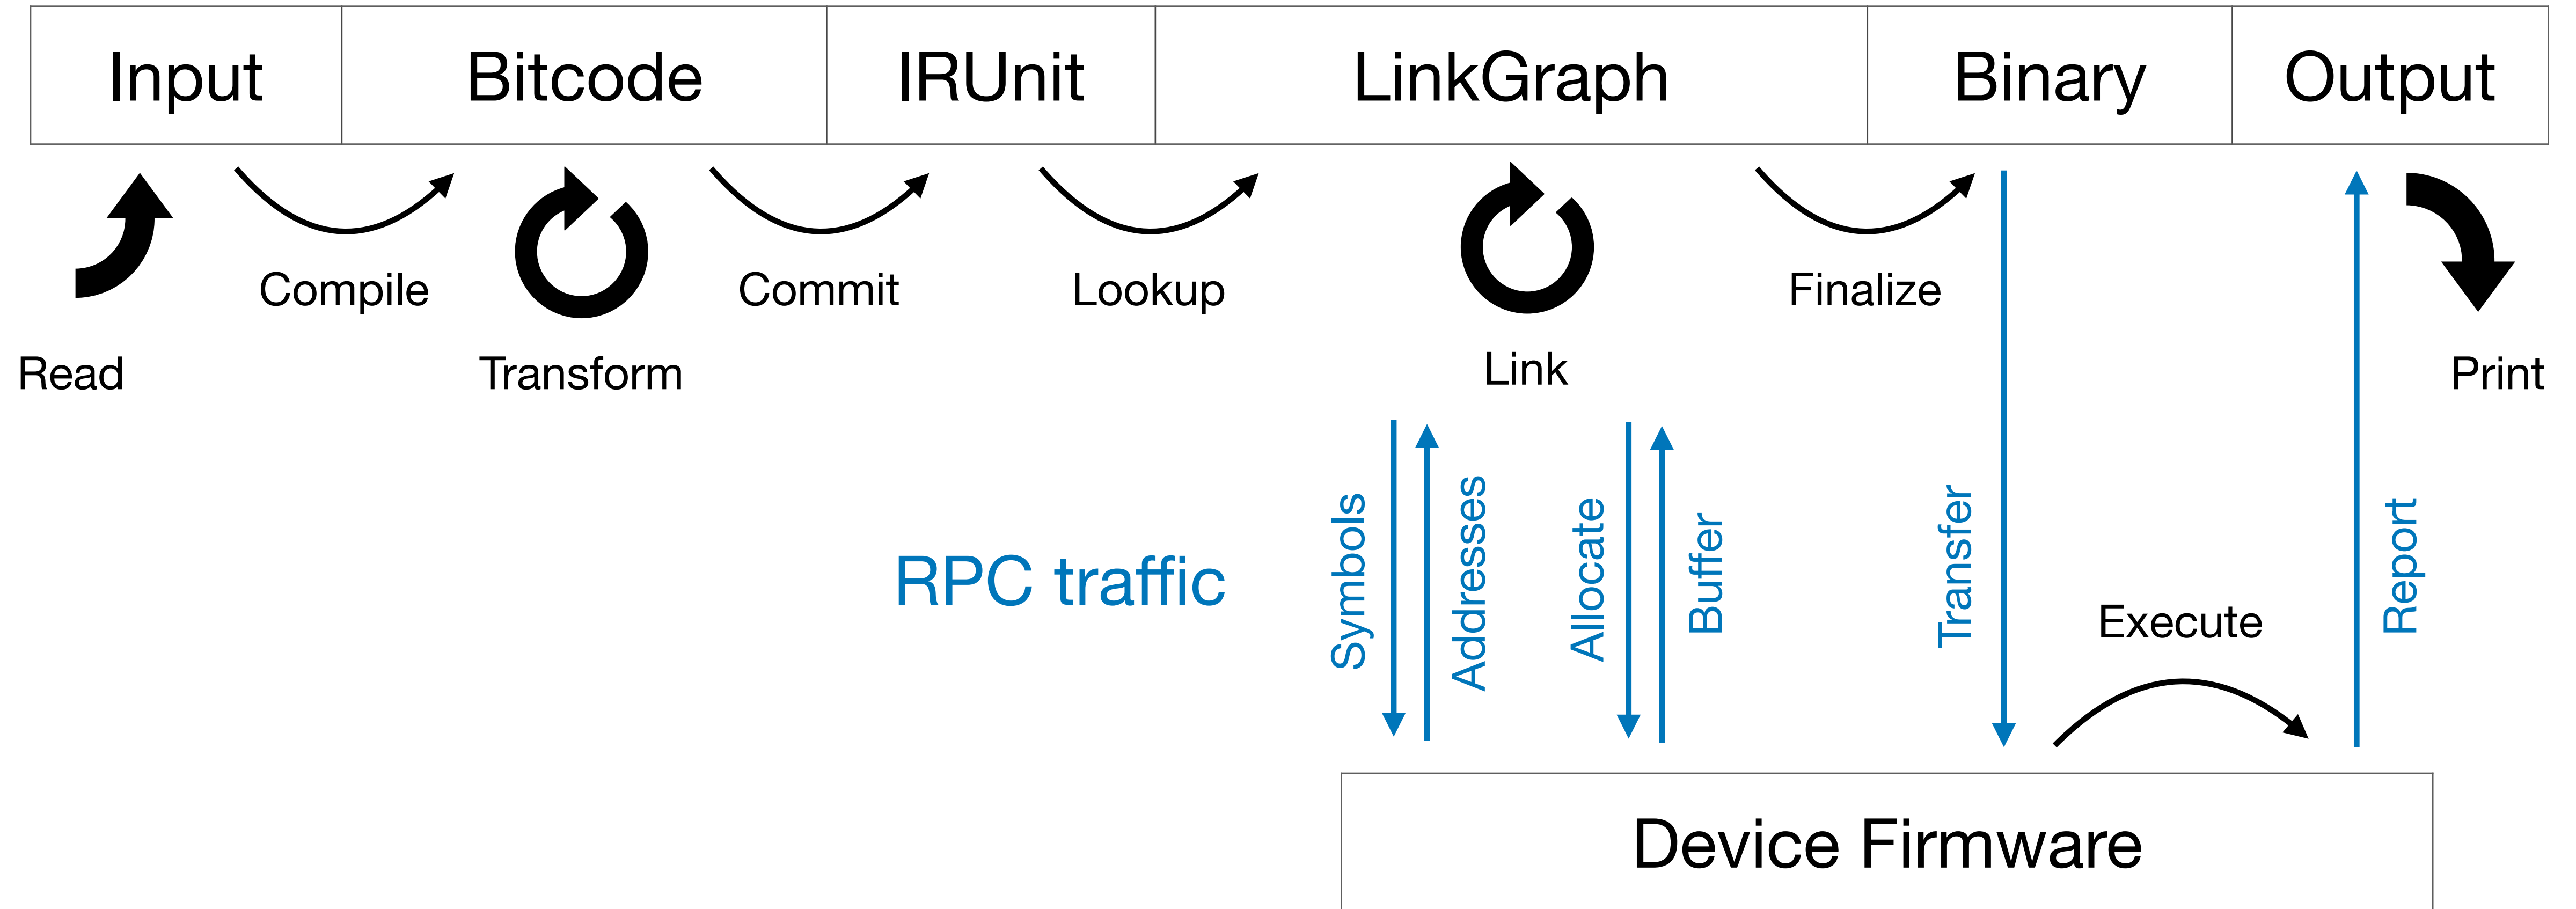 Input
Bitcode
IRUnit
LinkGraph
Binary
Output
Compile
Commit
Lookup
Finalize
Read
Transform
Link
Print
RPC traffic
Symbols
Addresses
Allocate
Buffer
Transfer
Execute
Report
Device Firmware